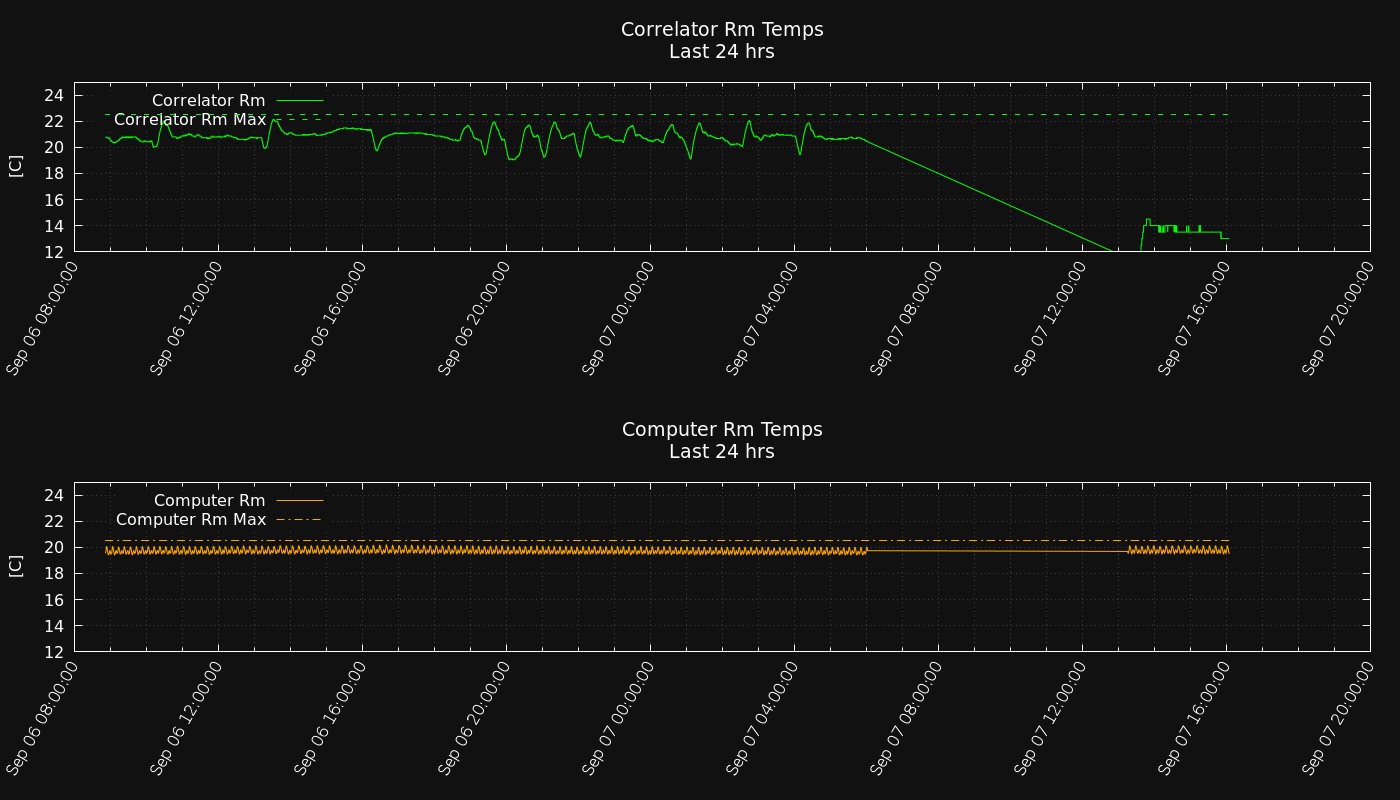 Correlator Rm Temps
Last 24 hrs
Correlator Rm
Correlator Rm Max
[C]
24
22
20
18
16
14
12
Sep 06 08:00:00
Sep 06 12:00:00
Sep 06 16:00:00
Sep 06 20:00:00
Sep 07 00:00:00
Sep 07 04:00:00
Sep 07 08:00:00
Sep 07 12:00:00
Sep 07 16:00:00
Sep 07 20:00:00
Computer Rm Temps
Last 24 hrs
Computer Rm
Computer Rm Max
[C]
24
22
20
18
16
14
12
Sep 06 08:00:00
Sep 06 12:00:00
Sep 06 16:00:00
Sep 06 20:00:00
Sep 07 00:00:00
Sep 07 04:00:00
Sep 07 08:00:00
Sep 07 12:00:00
Sep 07 16:00:00
Sep 07 20:00:00